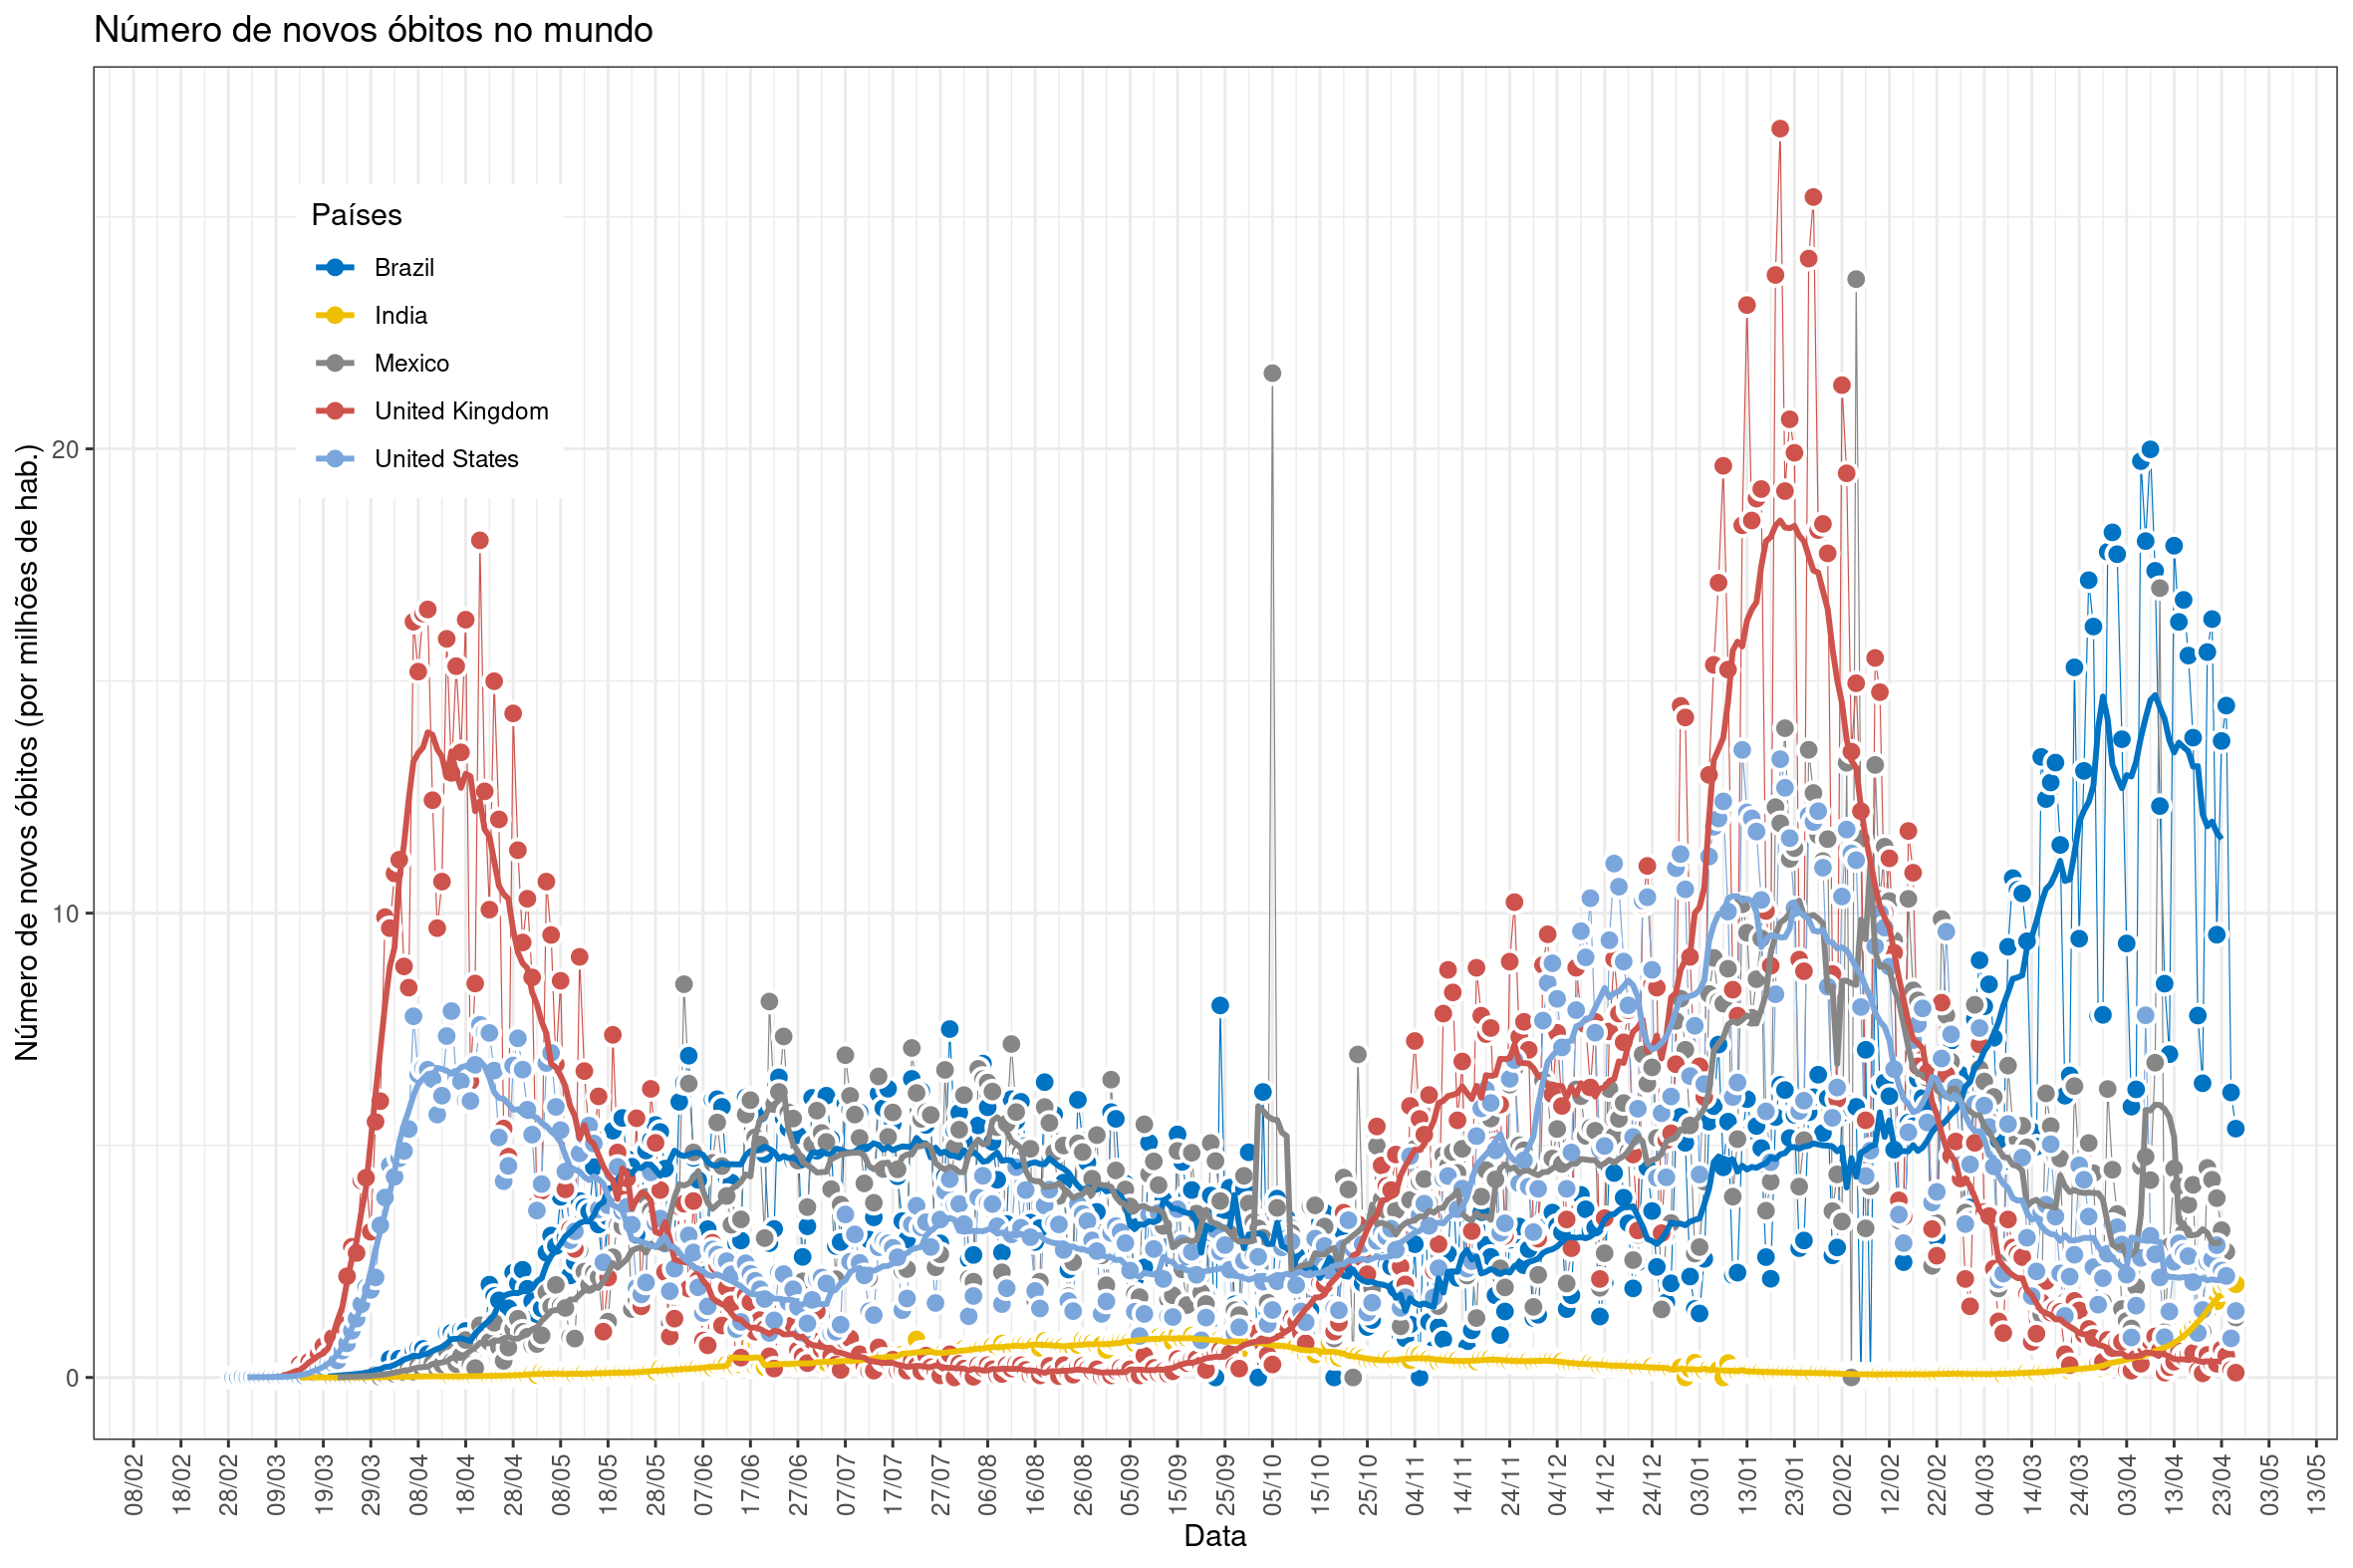 Número de novos óbitos no mundo
Países
Brazil
India
Mexico
United Kingdom
United States
Número de novos óbitos (por milhões de hab.)
20
10
0
08/02 18/02 28/02 09/03 19/03 29/03 08/04 18/04 28/04 08/05 18/05 28/05 07/06 17/06 27/06 07/07 17/07 27/07 06/08 16/08 26/08 05/09 15/09 25/09 05/10 15/10 25/10 04/11 14/11 24/11 04/12 14/12 24/12 03/01 13/01 23/01 02/02 12/02 22/02 04/03 14/03 24/03 03/04 13/04 23/04 03/05 13/05
Data